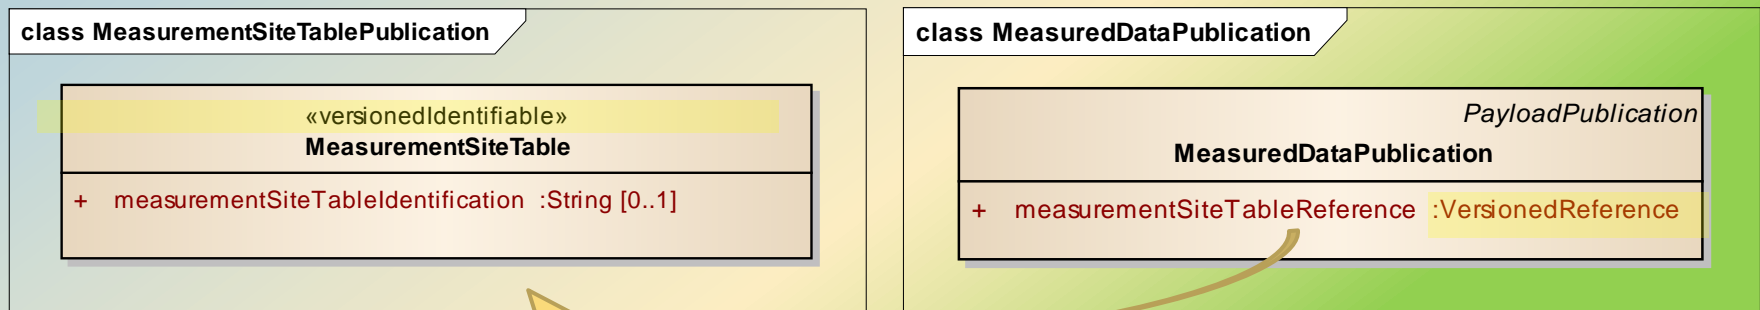 class MeasurementSiteTablePublication
«versionedIdentifiable»
MeasurementSiteTable
+ measurementSiteTableIdentification :String [0..1]
class MeasuredDataPublication
PayloadPublication
MeasuredDataPublication
+ measurementSiteTableReference :VersionedReference